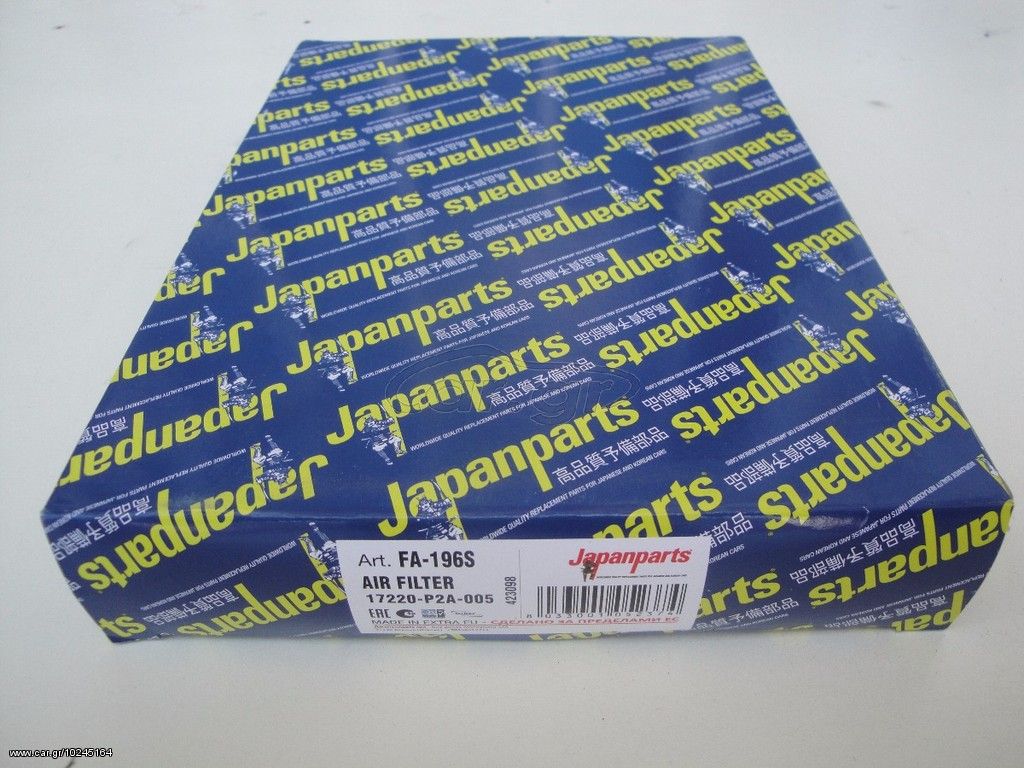 Japanparts
高品質予備部品
WORLDWIDE QUALITY REPLACEMENT PARTS FOR JAPANESE AND KOREAN CARS
Art. FA-196S
AIR FILTER
17220-P2A-005
423098
EAC
MADE IN EXTRA EU - СДЕЛАНО ЗА ПРЕДЕЛАМИ ЕС
Japanparts
www.car.gr/10245164